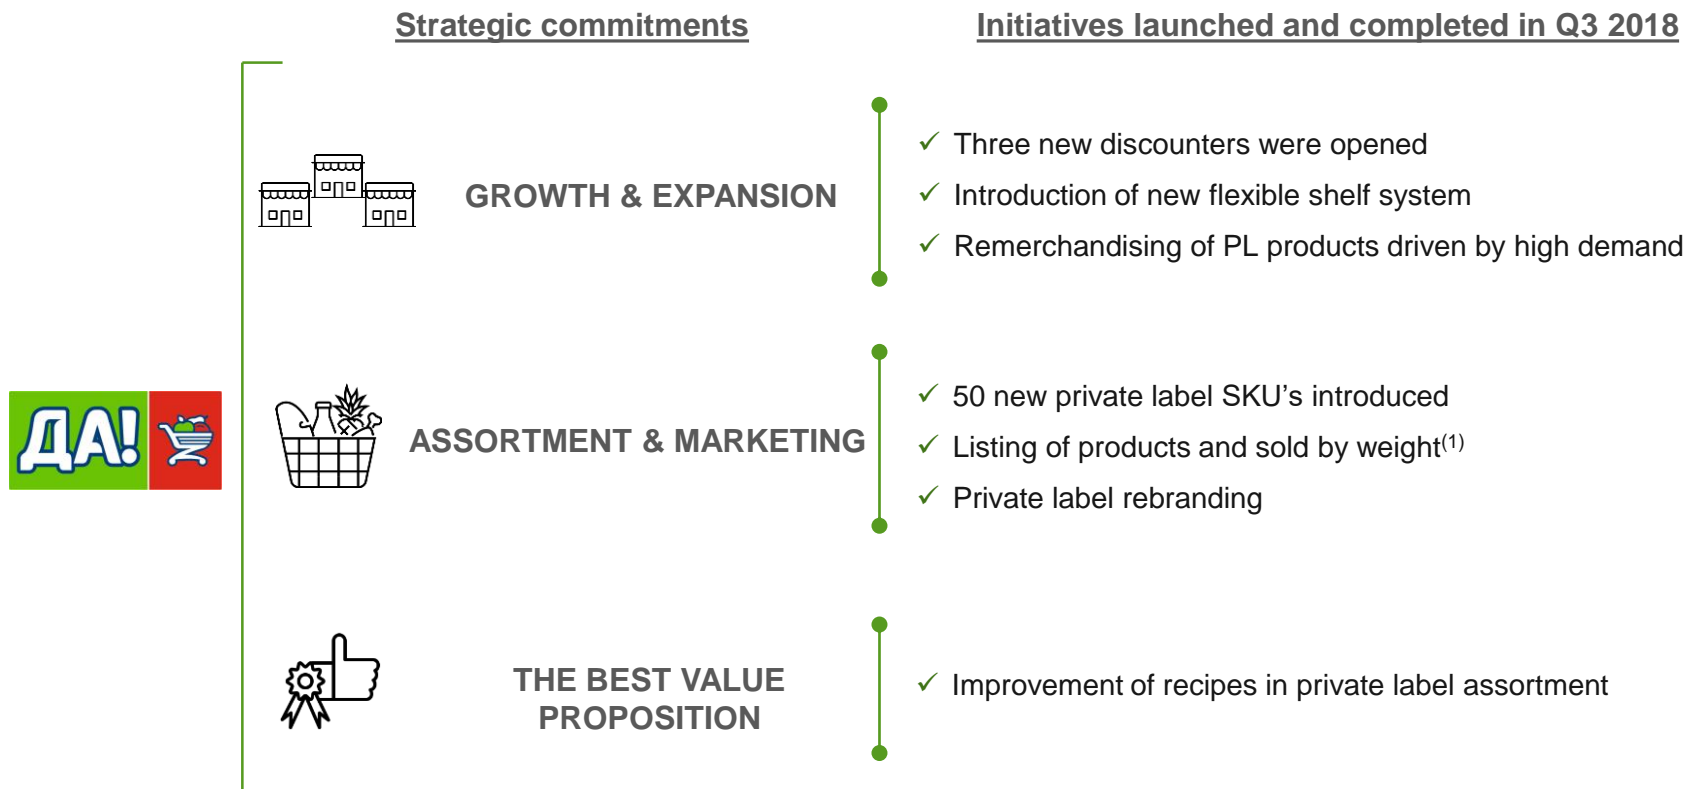 Strategic commitments
Initiatives launched and completed in Q3 2018
GROWTH & EXPANSION
✓ Three new discounters were opened
✓ Introduction of new flexible shelf system
✓ Remerchandising of PL products driven by high demand
ДА!
ASSORTMENT & MARKETING
✓ 50 new private label SKU’s introduced
✓ Listing of products and sold by weight(1)
✓ Private label rebranding
THE BEST VALUE
PROPOSITION
✓ Improvement of recipes in private label assortment